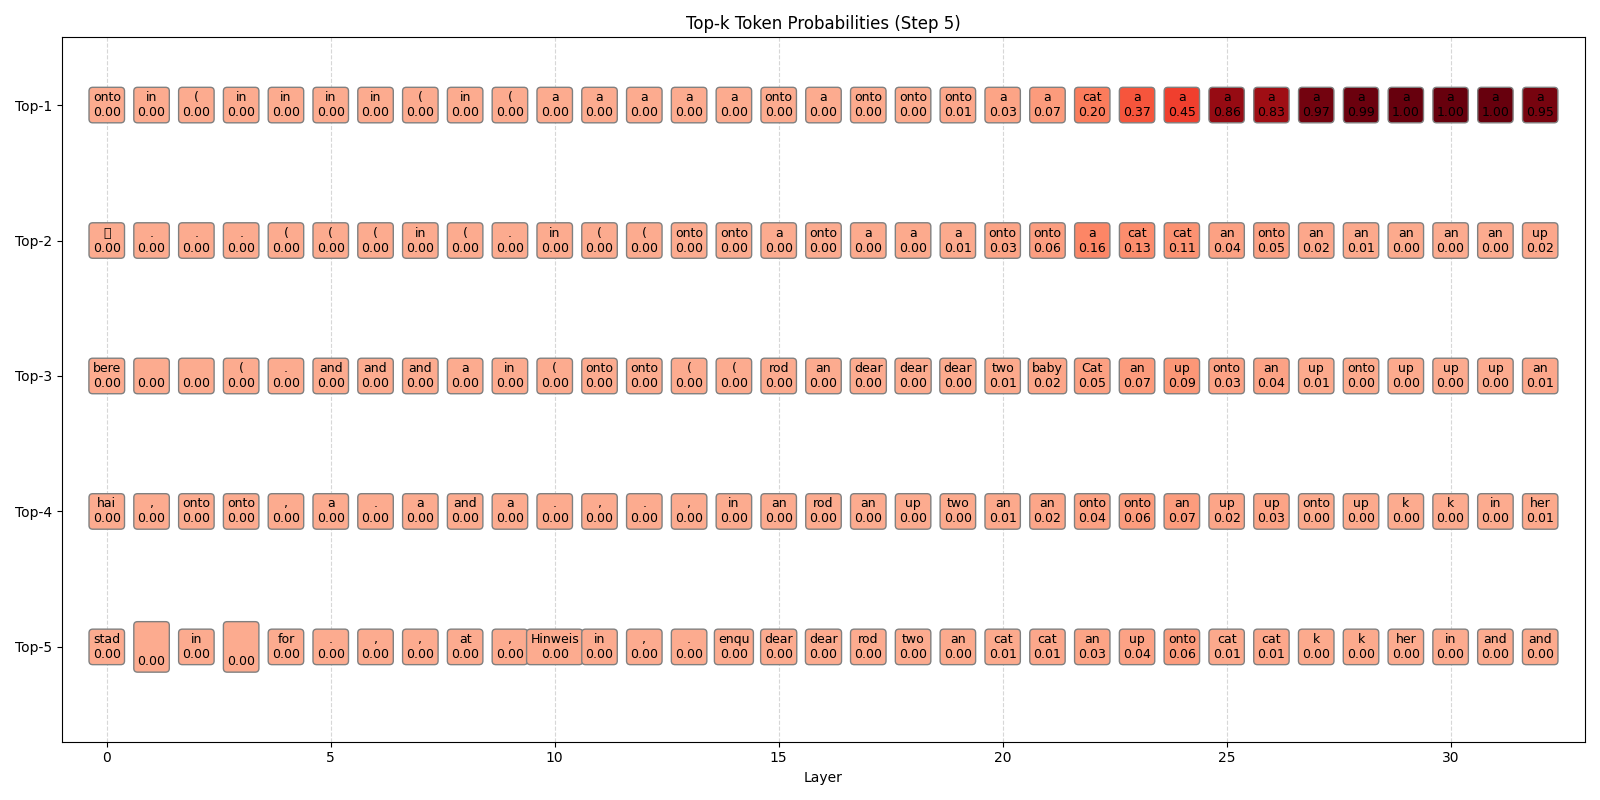 Top-k Token Probabilities (Step 5)
onto in ( in in in in ( in ( a a a a a onto a onto onto onto a a cat a a a a a a a a a a
Top-1
0.00 0.00 0.00 0.00 0.00 0.00 0.00 0.00 0.00 0.00 0.00 0.00 0.00 0.00 0.00 0.00 0.00 0.00 0.00 0.01 0.03 0.07 0.20 0.37 0.45 0.86 0.83 0.97 0.99 1.00 1.00 1.00 0.95
. . . ( ( ( in ( . in ( ( onto onto a onto a a a onto onto a cat cat an onto an an an an an up
Top-2
0.00 0.00 0.00 0.00 0.00 0.00 0.00 0.00 0.00 0.00 0.00 0.00 0.00 0.00 0.00 0.00 0.00 0.00 0.00 0.01 0.03 0.06 0.16 0.13 0.11 0.04 0.05 0.02 0.01 0.00 0.00 0.00 0.02
bere ( . and and and a in ( onto onto ( ( rod an dear dear dear two baby Cat an up onto an up onto up up up an
Top-3
0.00 0.00 0.00 0.00 0.00 0.00 0.00 0.00 0.00 0.00 0.00 0.00 0.00 0.00 0.00 0.00 0.00 0.00 0.00 0.00 0.01 0.02 0.05 0.07 0.09 0.03 0.04 0.01 0.00 0.00 0.00 0.00 0.01
hai , onto onto , a . a and a . , . , in an rod an up two an an onto onto an up up onto up k k in her
Top-4
0.00 0.00 0.00 0.00 0.00 0.00 0.00 0.00 0.00 0.00 0.00 0.00 0.00 0.00 0.00 0.00 0.00 0.00 0.00 0.00 0.01 0.02 0.04 0.06 0.07 0.02 0.03 0.00 0.00 0.00 0.00 0.00 0.01
stad in for . , , at , Hinweis in , . enqu dear dear rod two an cat cat an up onto cat cat k k her in and and
Top-5
0.00 0.00 0.00 0.00 0.00 0.00 0.00 0.00 0.00 0.00 0.00 0.00 0.00 0.00 0.00 0.00 0.00 0.00 0.00 0.00 0.01 0.01 0.03 0.04 0.06 0.01 0.01 0.00 0.00 0.00 0.00 0.00 0.00
0 5 10 15 20 25 30
Layer